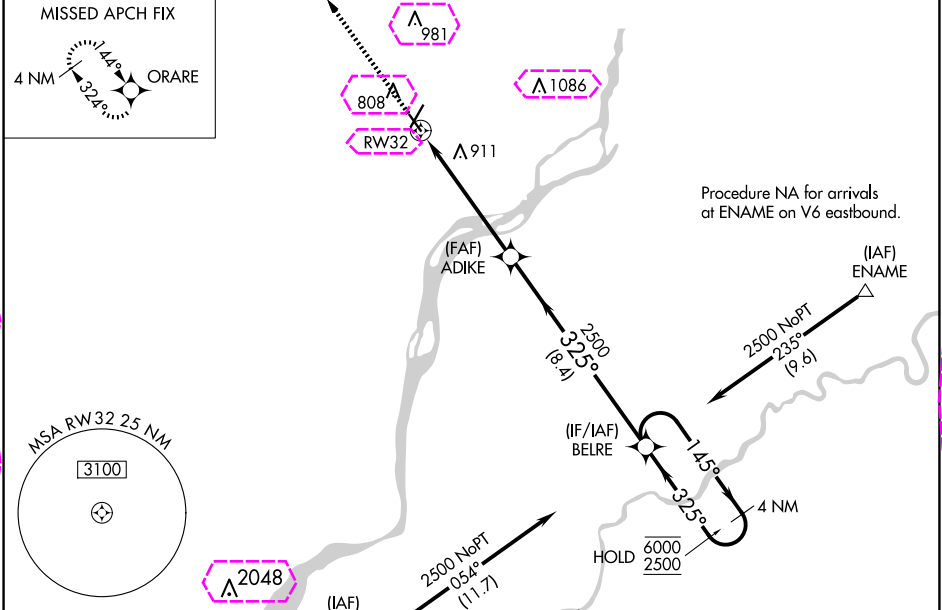 MISSED APCH FIX
4 NM
144°
324°
ORARE
981
808
1086
RW32
911
Procedure NA for arrivals
at ENAME on V6 eastbound.
(FAF)
ADIKE
(IAF)
ENAME
2500 NoPT
235°
(9.6)
2500
325°
(8.4)
(IF/IAF)
BELRE
145°
325°
4 NM
HOLD
6000
2500
MSA RW32 25 NM
3100
2048
2500 NoPT
054°
(11.7)
(IAF)